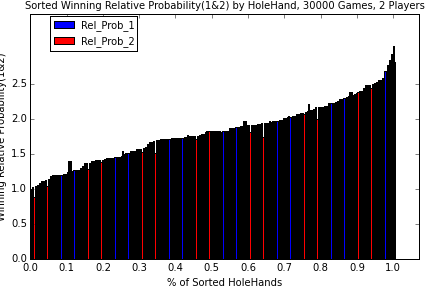 Sorted Winning Relative Probability(1&2) by HoleHand, 30000 Games, 2 Players
Rel_Prob_1
Rel_Prob_2
2.5
2.0
1.5
1.0
0.5
0.0
Winning Relative Probability(1&2)
0.0 0.1 0.2 0.3 0.4 0.5 0.6 0.7 0.8 0.9 1.0
% of Sorted HoleHands